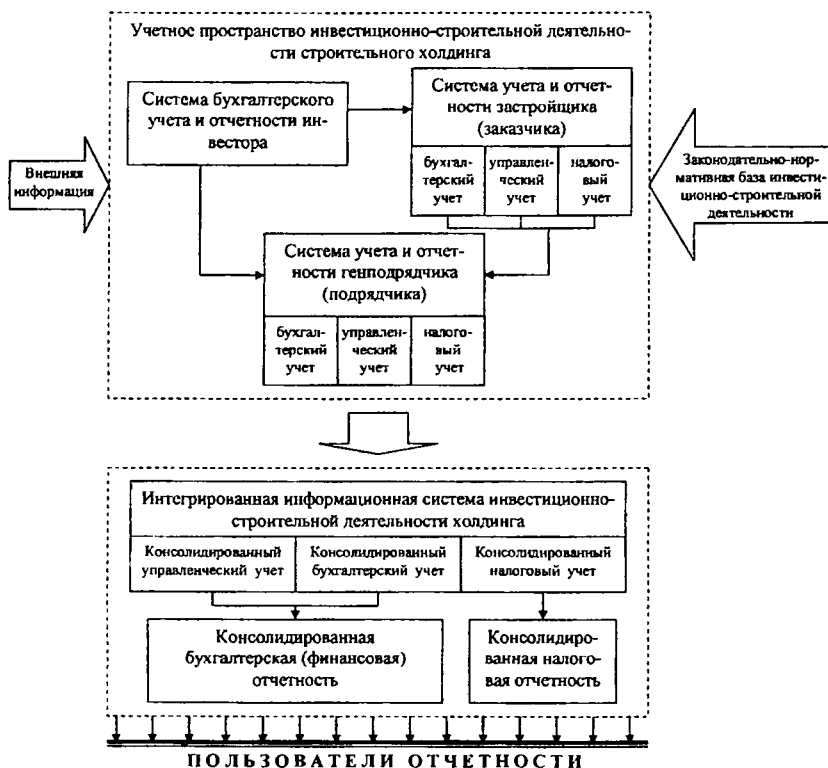 Учетное пространство инвестиционно-строительной деятельно-
сти строительного холдинга
Система бухгалтерского
учета и отчетности ин-
вестора
Система учета и отчет-
ности застройщика
(заказчика)
бухгал-
терский
учет
управлен-
ческий
учет
налого-
вый
учет
Внешняя
информация
Законодательно-нор-
мативная база инвести-
ционно-строительной
деятельности
Система учета и отчет-
ности генподрядчика
(подрядчика)
бухгал-
терский
учет
управлен-
ческий
учет
налого-
вый учет
Интегрированная информационная система инвестиционно-
строительной деятельности холдинга
Консолидированный
управленческий учет
Консолидированный
бухгалтерский учет
Консолидированный
налоговый учет
Консолидированная
бухгалтерская (финансовая)
отчетность
Консолидиро-
ванная налого-
вая отчетность
ПОЛЬЗОВАТЕЛИ ОТЧЕТНОСТИ